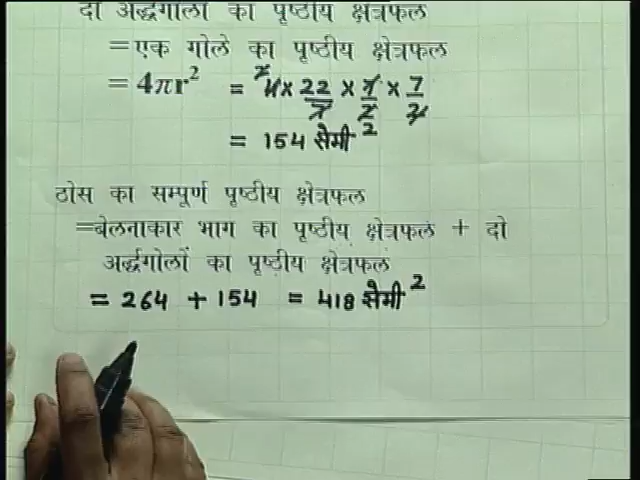 दो अर्द्धगोलों का पृष्ठीय क्षेत्रफल
=एक गोले का पृष्ठीय क्षेत्रफल
= 4πr² = 2 4 × 22/7 × 7/2 × 7/2
= 154 सेमी²
ठोस का सम्पूर्ण पृष्ठीय क्षेत्रफल
=बेलनाकार भाग का पृष्ठीय क्षेत्रफल + दो
अर्द्धगोलों का पृष्ठीय क्षेत्रफल
= 264 + 154 = 418 सेमी²